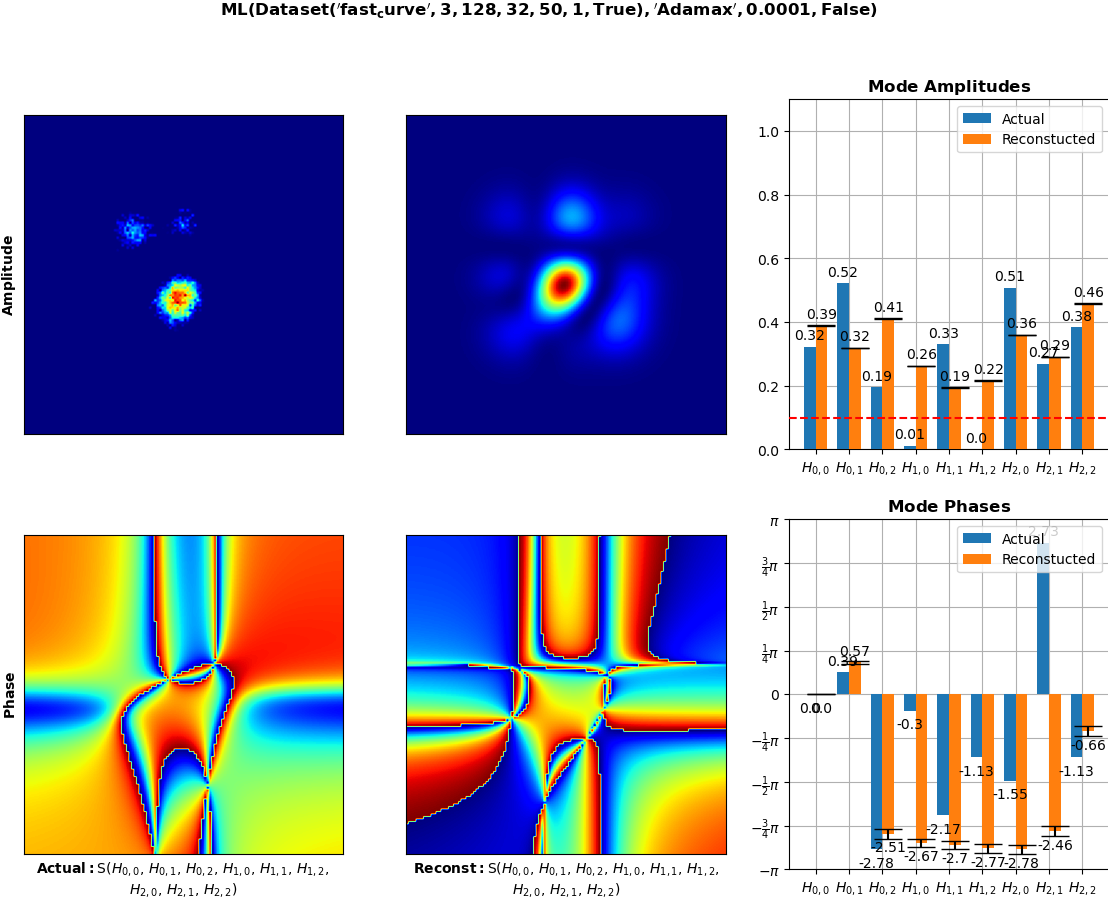 ML(Dataset('fast_curve', 3, 128, 32, 50, 1, True), 'Adamax', 0.0001, False)
Mode Amplitudes
Amplitude
Actual
Reconstucted
1.0
0.8
0.6
0.4
0.2
0.0
0.32
0.39
0.52
0.32
0.19
0.41
0.01
0.26
0.33
0.19
0.0
0.22
0.51
0.36
0.27
0.29
0.38
0.46
H0,0 H0,1 H0,2 H1,0 H1,1 H1,2 H2,0 H2,1 H2,2
Mode Phases
Phase
Actual
Reconstucted
π
3/4π
1/2π
1/4π
0
−1/4π
−1/2π
−3/4π
−π
0.0
0.0
0.39
0.57
-2.78
-2.51
-0.3
-2.67
-2.17
-2.7
-1.13
-2.77
-1.55
-2.78
2.73
-2.46
-1.13
-0.66
H0,0 H0,1 H0,2 H1,0 H1,1 H1,2 H2,0 H2,1 H2,2
Actual: S(H0,0, H0,1, H0,2, H1,0, H1,1, H1,2,
H2,0, H2,1, H2,2)
Reconst: S(H0,0, H0,1, H0,2, H1,0, H1,1, H1,2,
H2,0, H2,1, H2,2)